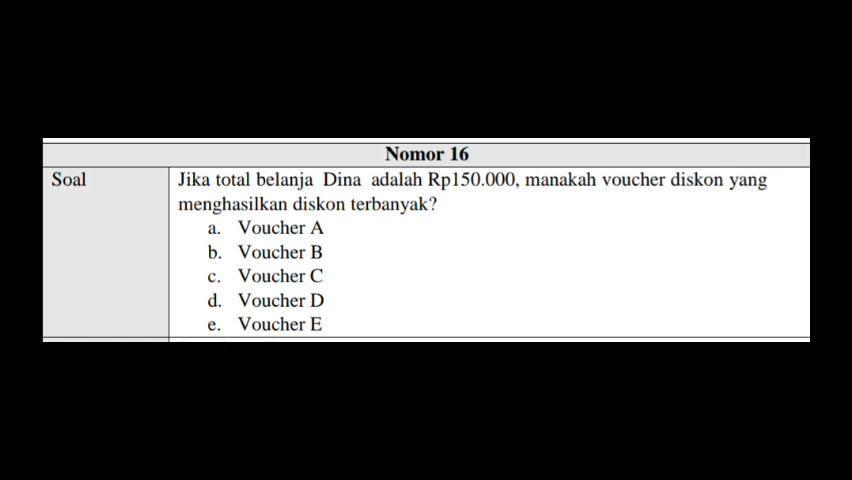 Nomor 16
Soal
Jika total belanja Dina adalah Rp150.000, manakah voucher diskon yang
menghasilkan diskon terbanyak?
a. Voucher A
b. Voucher B
c. Voucher C
d. Voucher D
e. Voucher E